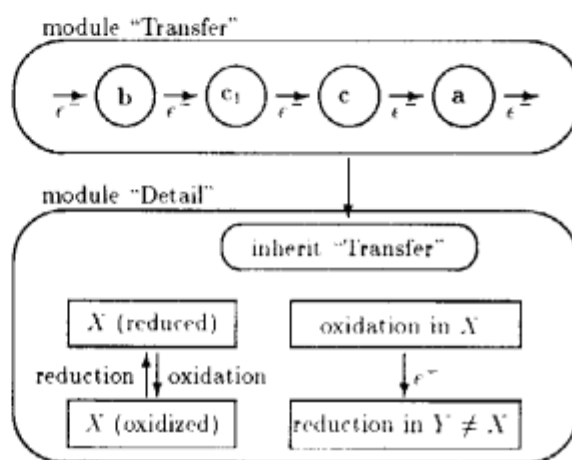 module “Transfer”
b c₁ c a
e⁻ e⁻ e⁻ e⁻ e⁻
module “Detail”
inherit “Transfer”
X (reduced) oxidation in X
reduction oxidation e⁻
X (oxidized) reduction in Y ≠ X